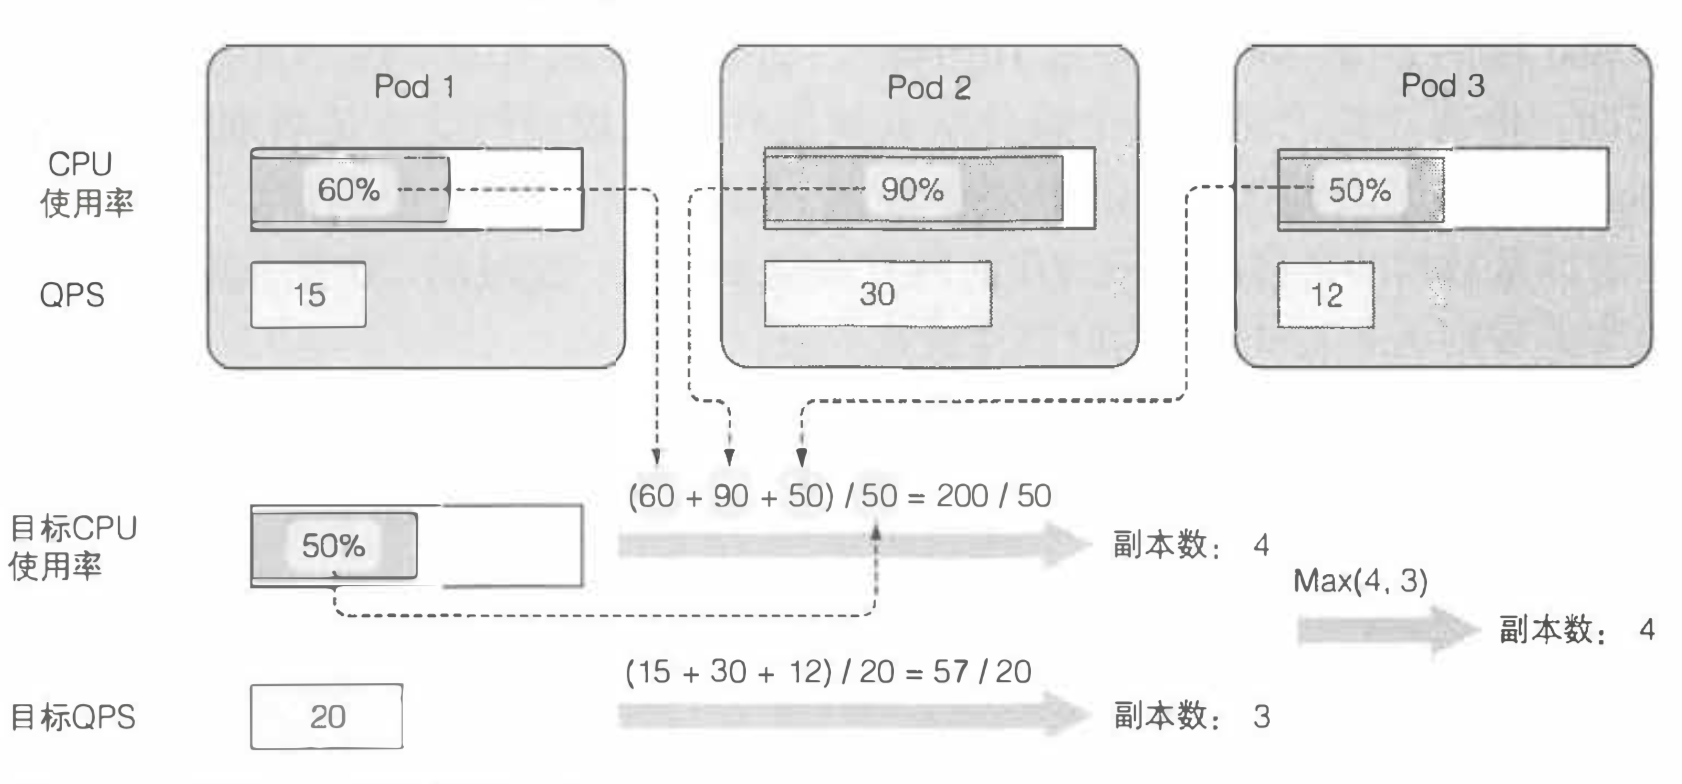 Pod 1
Pod 2
Pod 3
CPU
使用率
60%
90%
50%
QPS
15
30
12
(60 + 90 + 50) / 50 = 200 / 50
目标CPU
使用率
50%
副本数： 4
Max(4, 3)
副本数： 4
(15 + 30 + 12) / 20 = 57 / 20
目标QPS
20
副本数： 3